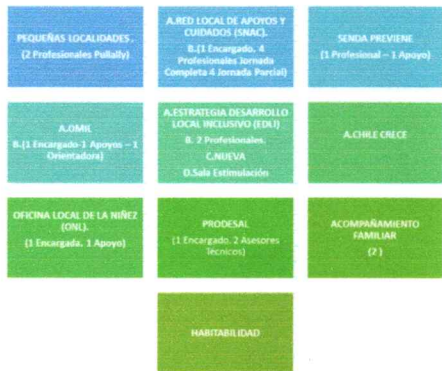 PEQUEÑAS LOCALIDADES .
(2 Profesionales Pullally)
A.RED LOCAL DE APOYOS Y
CUIDADOS (SNAC).
B.(1 Encargado. 4
Profesionales Jornada
Completa 4 Jornada Parcial)
SENDA PREVIENE
(1 Profesional – 1 Apoyo)
A.OMIL
B.(1 Encargado-1 Apoyos – 1
Orientadora)
A.ESTRATEGIA DESARROLLO
LOCAL INCLUSIVO (EDLI)
B. 2 Profesionales.
C.NUEVA
D.Sala Estimulación
A.CHILE CRECE
OFICINA LOCAL DE LA NIÑEZ
(ONL).
(1 Encargada. 1 Apoyo)
PRODESAL
(1 Encargado. 2 Asesores
Técnicos)
ACOMPAÑAMIENTO
FAMILIAR
(2 )
HABITABILIDAD